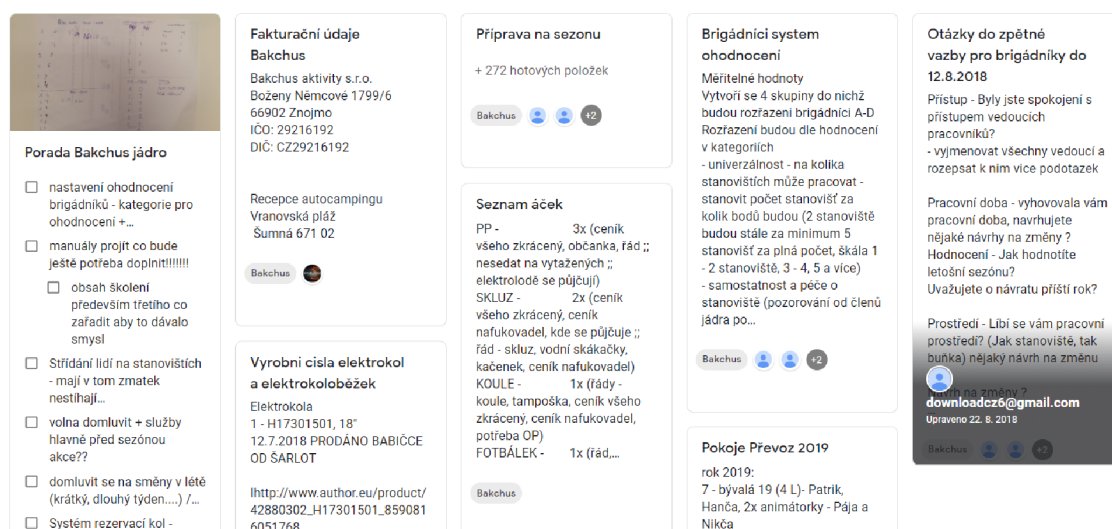 Porada Bakchus jádro
nastavení ohodnocení
brigádníků - kategorie pro
ohodnocení +...
manuály projít co bude
ještě potřeba doplnit!!!!!!!
obsah školení
především třetího co
zařadit aby to dávalo
smysl
Střídání lidí na stanovištích
- mají v tom zmatek
nestíhají...
volna domluvit + služby
hlavně před sezónou
akce??
domluvit se na směny v létě
(krátký, dlouhý týden....) /...
Systém rezervací kol -
Fakturační údaje
Bakchus
Bakchus aktivity s.r.o.
Boženy Němcové 1799/6
66902 Znojmo
IČO: 29216192
DIČ: CZ29216192
Recepce autocampingu
Vranovská pláž
Šumná 671 02
Bakchus
Vyrobni cisla elektrokol
a elektrokoloběžek
Elektrokola
1 - H17301501, 18"
12.7.2018 PRODÁNO BABIČCE
OD ŠARLOT
lhttp://www.author.eu/product/
42880302_H17301501_859081
6051768
Příprava na sezonu
+ 272 hotových položek
Bakchus
+2
Seznam áček
PP - 3x (ceník
všeho zkrácený, občanka, řád ;;
nesedat na vytažených ;;
elektrolodě se půjčují)
SKLUZ - 2x (ceník
všeho zkrácený, ceník
nafukovadel, kde se půjčuje ;;
řád - skluz, vodní skákačky,
kačenek, ceník nafukovadel)
KOULE - 1x (řády -
koule, tampoška, ceník všeho
zkrácený, ceník nafukovadel,
potřeba OP)
FOTBÁLEK - 1x (řád,...
Bakchus
Brigádníci system
ohodnocení
Měřitelné hodnoty
Vytvoří se 4 skupiny do nichž
budou rozřazeni brigádníci A-D
Rozřazení budou dle hodnocení
v kategoriích
- univerzálnost - na kolika
stanovištích může pracovat -
stanovit počet stanovišť za
kolik bodů budou (2 stanoviště
budou stále za minimum 5
stanovišť za plná počet, škála 1
- 2 stanoviště, 3 - 4, 5 a více)
- samostatnost a péče o
stanoviště (pozorování od členů
jádra po...
Bakchus
+2
Pokoje Převoz 2019
rok 2019:
7 - bývalá 19 (4 L)- Patrik,
Hanča, 2x animátorky - Pája a
Nikča
Otázky do zpětné
vazby pro brigádníky do
12.8.2018
Přístup - Byly jste spokojení s
přístupem vedoucích
pracovníků?
- vyjmenovat všechny vedoucí a
rozepsat k nim vice podotazek
Pracovní doba - vyhovovala vám
pracovní doba, navrhujete
nějaké návrhy na změny ?
Hodnocení - Jak hodnotíte
letošní sezónu?
Uvažujete o návratu příští rok?
Prostředí - Líbí se vám pracovní
prostředí? (Jak stanoviště, tak
buňka) nějaký návrh na změnu
Návrh na změny ?
downloadcz6@gmail.com
Upraveno 22. 8. 2018
Bakchus
+2